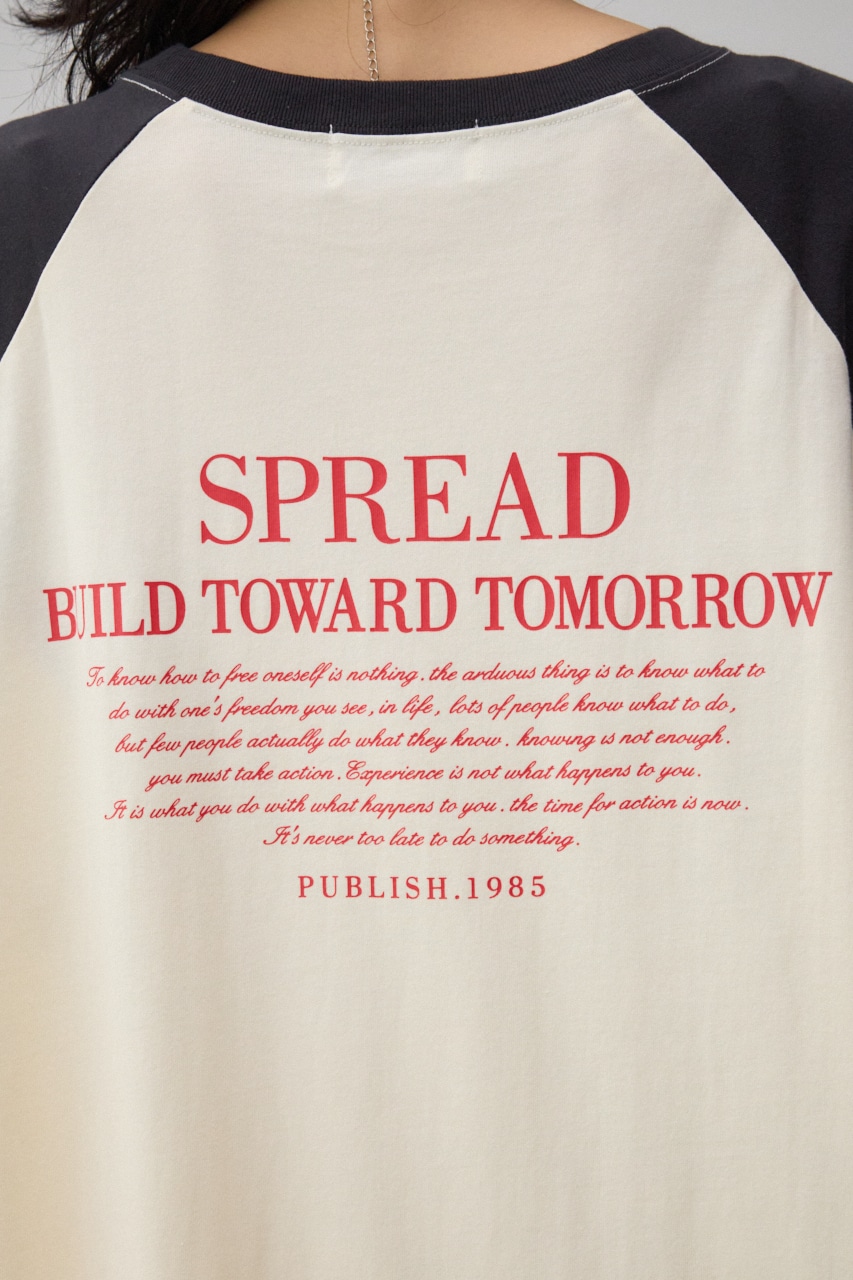 SPREAD
BUILD TOWARD TOMORROW
To know how to free oneself is nothing. the arduous thing is to know what to
do with one's freedom you see, in life, lots of people know what to do,
but few people actually do what they know. knowing is not enough.
you must take action. Experience is not what happens to you.
It is what you do with what happens to you. the time for action is now.
It's never too late to do something.
PUBLISH.1985